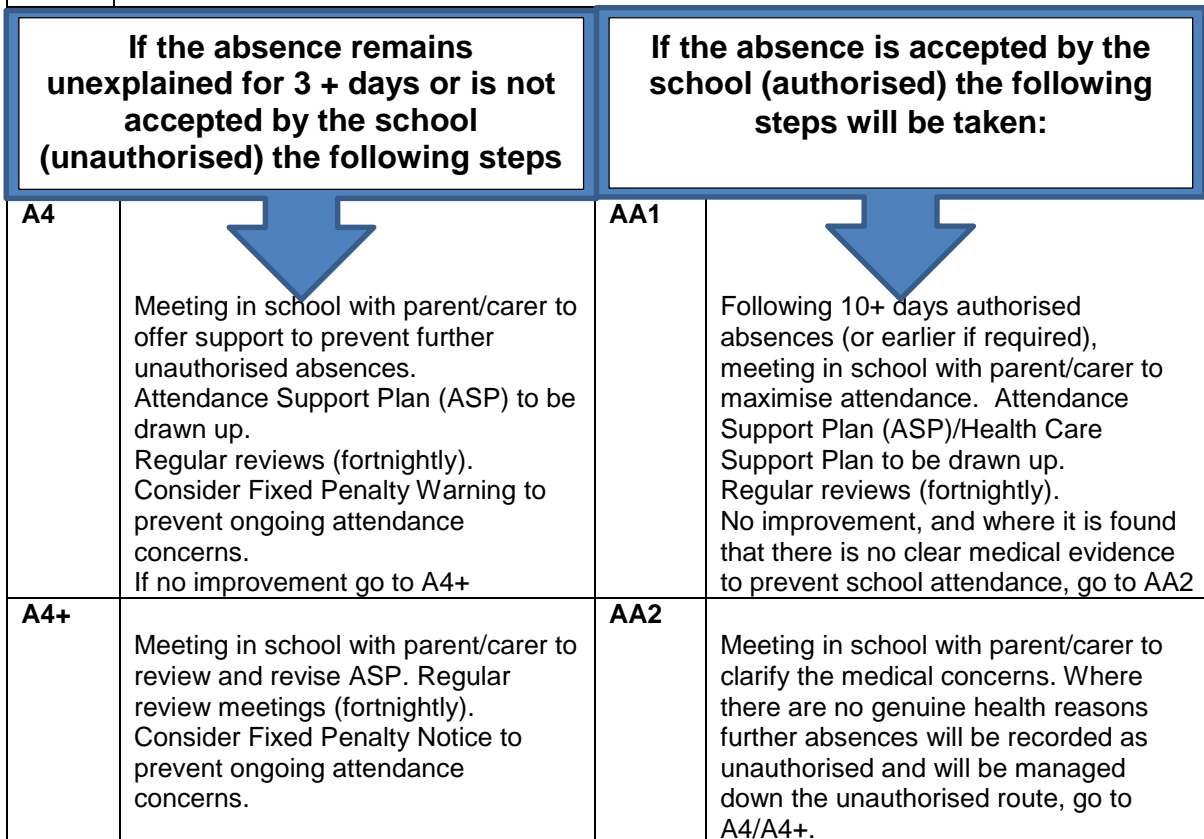 If the absence remains
unexplained for 3 + days or is not
accepted by the school
(unauthorised) the following steps
If the absence is accepted by the
school (authorised) the following
steps will be taken:
A4
Meeting in school with parent/carer to
offer support to prevent further
unauthorised absences.
Attendance Support Plan (ASP) to be
drawn up.
Regular reviews (fortnightly).
Consider Fixed Penalty Warning to
prevent ongoing attendance
concerns.
If no improvement go to A4+
AA1
Following 10+ days authorised
absences (or earlier if required),
meeting in school with parent/carer to
maximise attendance.  Attendance
Support Plan (ASP)/Health Care
Support Plan to be drawn up.
Regular reviews (fortnightly).
No improvement, and where it is found
that there is no clear medical evidence
to prevent school attendance, go to AA2
A4+
Meeting in school with parent/carer to
review and revise ASP. Regular
review meetings (fortnightly).
Consider Fixed Penalty Notice to
prevent ongoing attendance
concerns.
AA2
Meeting in school with parent/carer to
clarify the medical concerns. Where
there are no genuine health reasons
further absences will be recorded as
unauthorised and will be managed
down the unauthorised route, go to
A4/A4+.